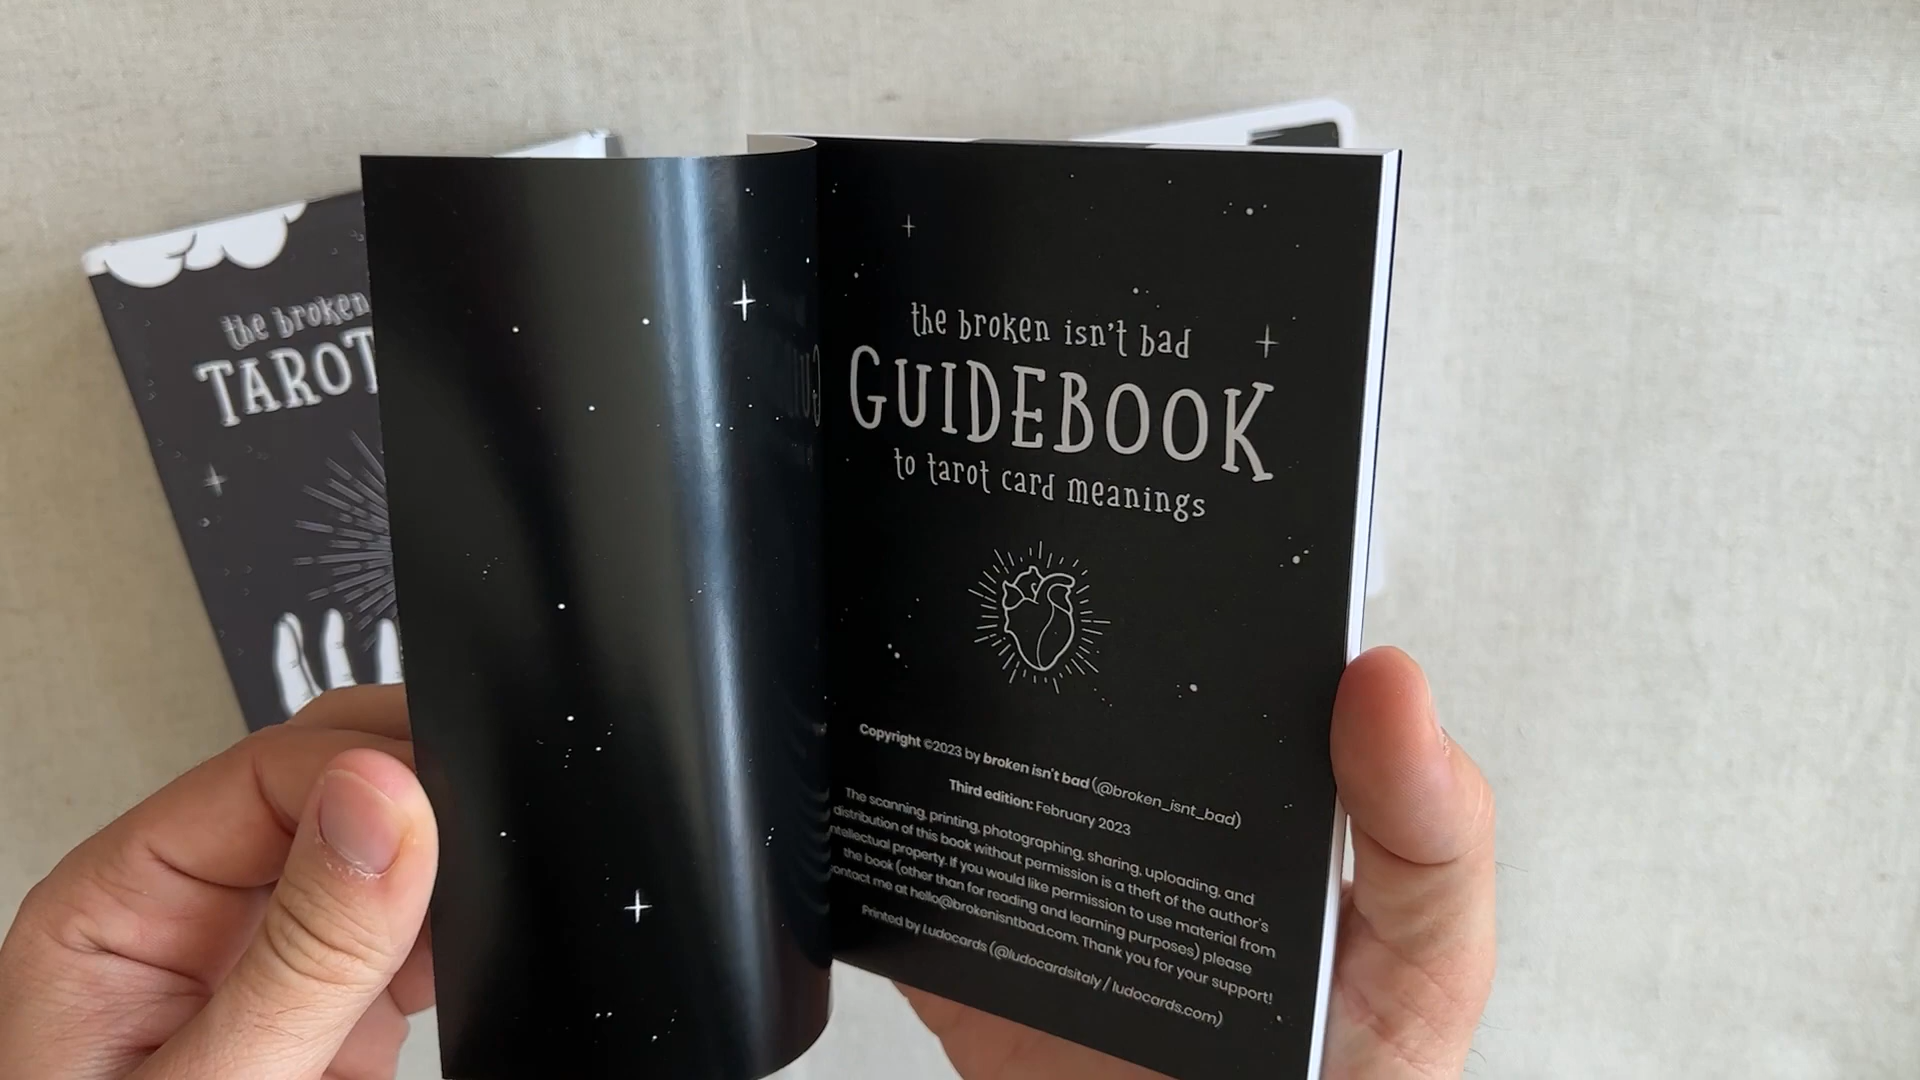 the broken
TAROT
the broken isn't bad
GUIDEBOOK
to tarot card meanings
Copyright ©2023 by broken isn't bad (@broken_isnt_bad)
Third edition: February 2023
The scanning, printing, photographing, sharing, uploading, and
distribution of this book without permission is a theft of the author's
intellectual property. If you would like permission to use material from
the book (other than for reading and learning purposes) please
contact me at hello@brokenisntbad.com. Thank you for your support!
Printed by Ludocards (@ludocardsitaly / ludocards.com)